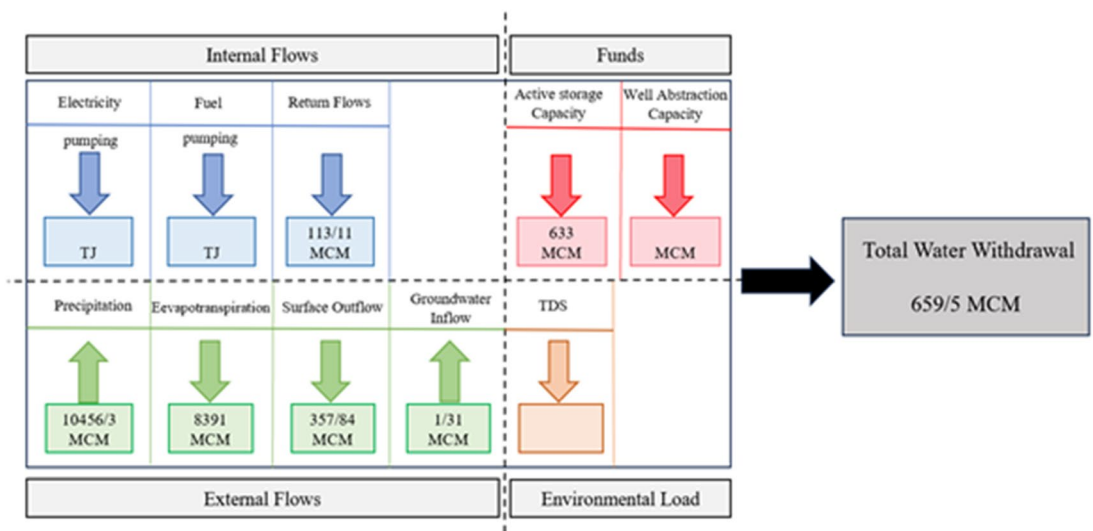 Internal Flows
Funds
Electricity
Fuel
Return Flows
Active storage
Capacity
Well Abstraction
Capacity
pumping
pumping
TJ
TJ
113/11
MCM
633
MCM
MCM
Total Water Withdrawal
659/5 MCM
Precipitation
Eevapotranspiration
Surface Outflow
Groundwater
Inflow
TDS
10456/3
MCM
8391
MCM
357/84
MCM
1/31
MCM
External Flows
Environmental Load